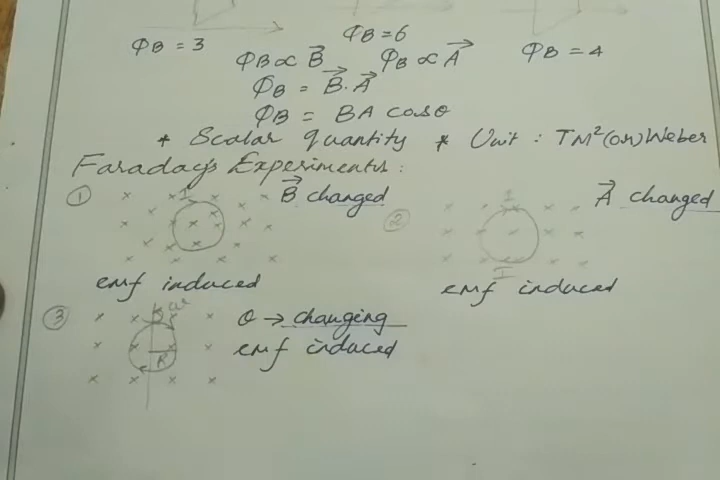 ΦB = 3 ΦB = 6 ΦB = 4
ΦB ∝ B⃗ ΦB ∝ A⃗
ΦB = B⃗ . A⃗
ΦB = BA cosθ
* Scalar quantity * Unit : TM² (or) Weber
Faraday's Experiments :
① B⃗ changed ② A⃗ changed
I I
I
emf induced emf induced
③ θ → changing
emf induced
R